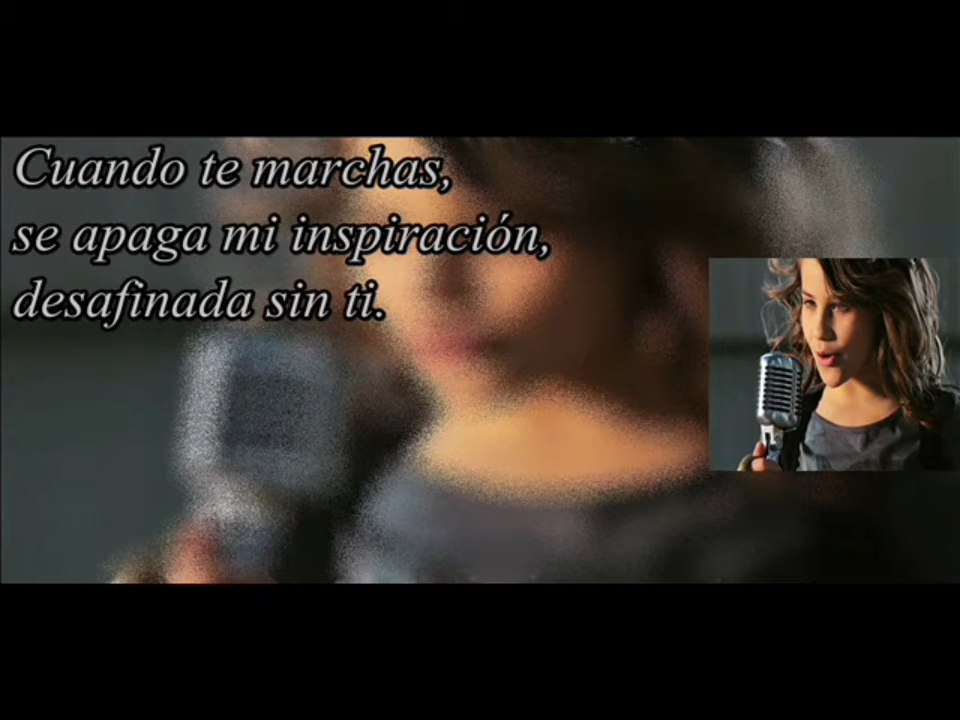 Cuando te marchas,
se apaga mi inspiración,
desafinada sin ti.